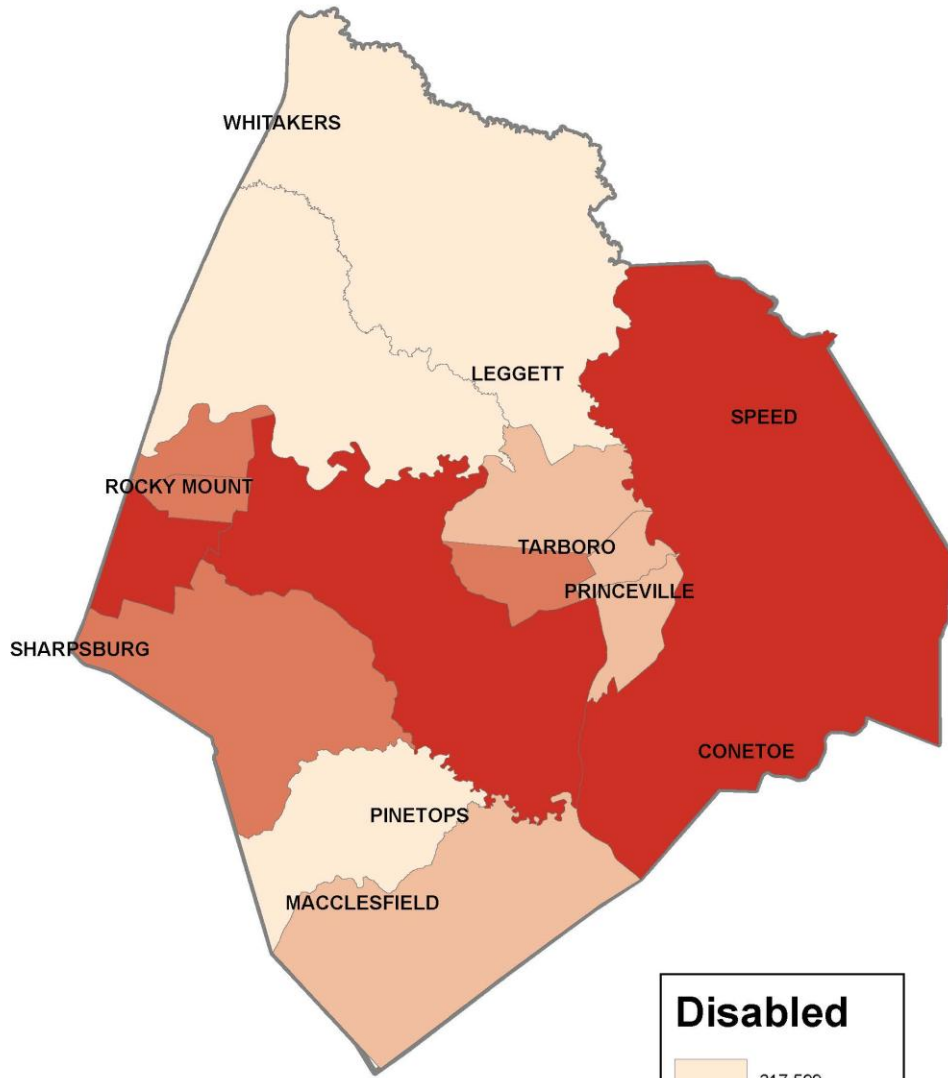 WHITAKERS
LEGGETT
SPEED
ROCKY MOUNT
TARBORO
PRINCEVILLE
SHARPSBURG
CONETOE
PINETOPS
MACCLESFIELD
Disabled